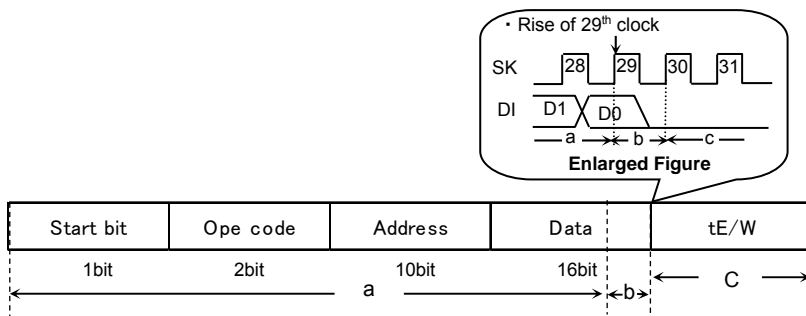 ・Rise of 29th clock
SK 28 29 30 31
DI D1 D0
a b c
Enlarged Figure
Start bit Ope code Address Data tE/W
1bit 2bit 10bit 16bit
a b C